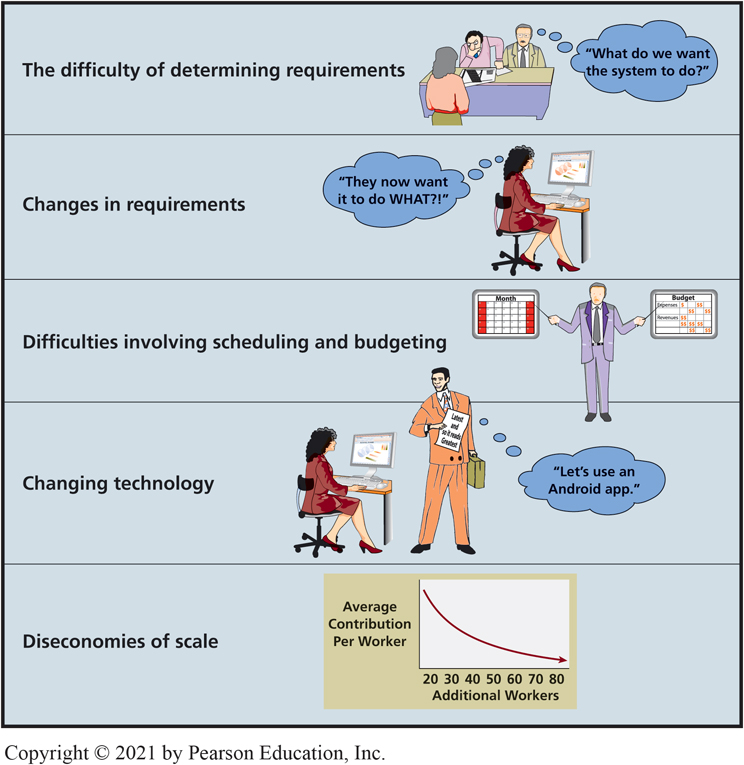 The difficulty of determining requirements
“What do we want
the system to do?”
Changes in requirements
“They now want
it to do WHAT?!”
Difficulties involving scheduling and budgeting
Month
Budget
Expenses $ $$
$$ $$
Revenues $$
$$ $$ $$
$$ $$
Changing technology
Latest
and
so it ready
Greatest
“Let’s use an
Android app.”
Diseconomies of scale
Average
Contribution
Per Worker
20 30 40 50 60 70 80
Additional Workers
Copyright © 2021 by Pearson Education, Inc.